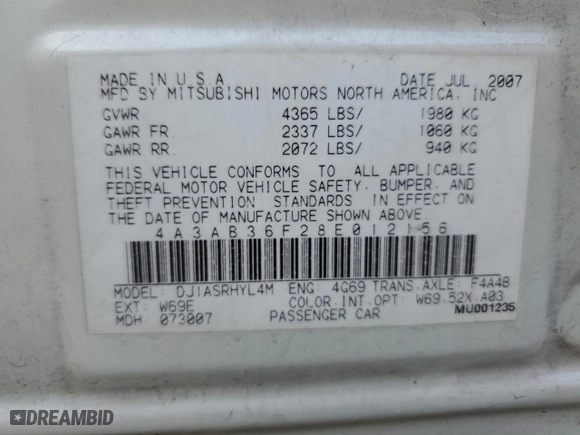 MADE IN U S A DATE JUL 2007
MFD BY MITSUBISHI MOTORS NORTH AMERICA, INC
GVWR 4365 LBS/ 1980 KG
GAWR FR 2337 LBS/ 1060 KG
GAWR RR 2072 LBS/ 940 KG
THIS VEHICLE CONFORMS TO ALL APPLICABLE
FEDERAL MOTOR VEHICLE SAFETY, BUMPER, AND
THEFT PREVENTION STANDARDS IN EFFECT ON
THE DATE OF MANUFACTURE SHOWN ABOVE.
4A3AB36F28E012156
MODEL: DJ1ASRHYL4M ENG: 4G69 TRANS.AXLE: F4A4B
EXT: W69E COLOR.INT.OPT: W69.52X.A03
MDH 073007 PASSENGER CAR MU001235
DREAMBID